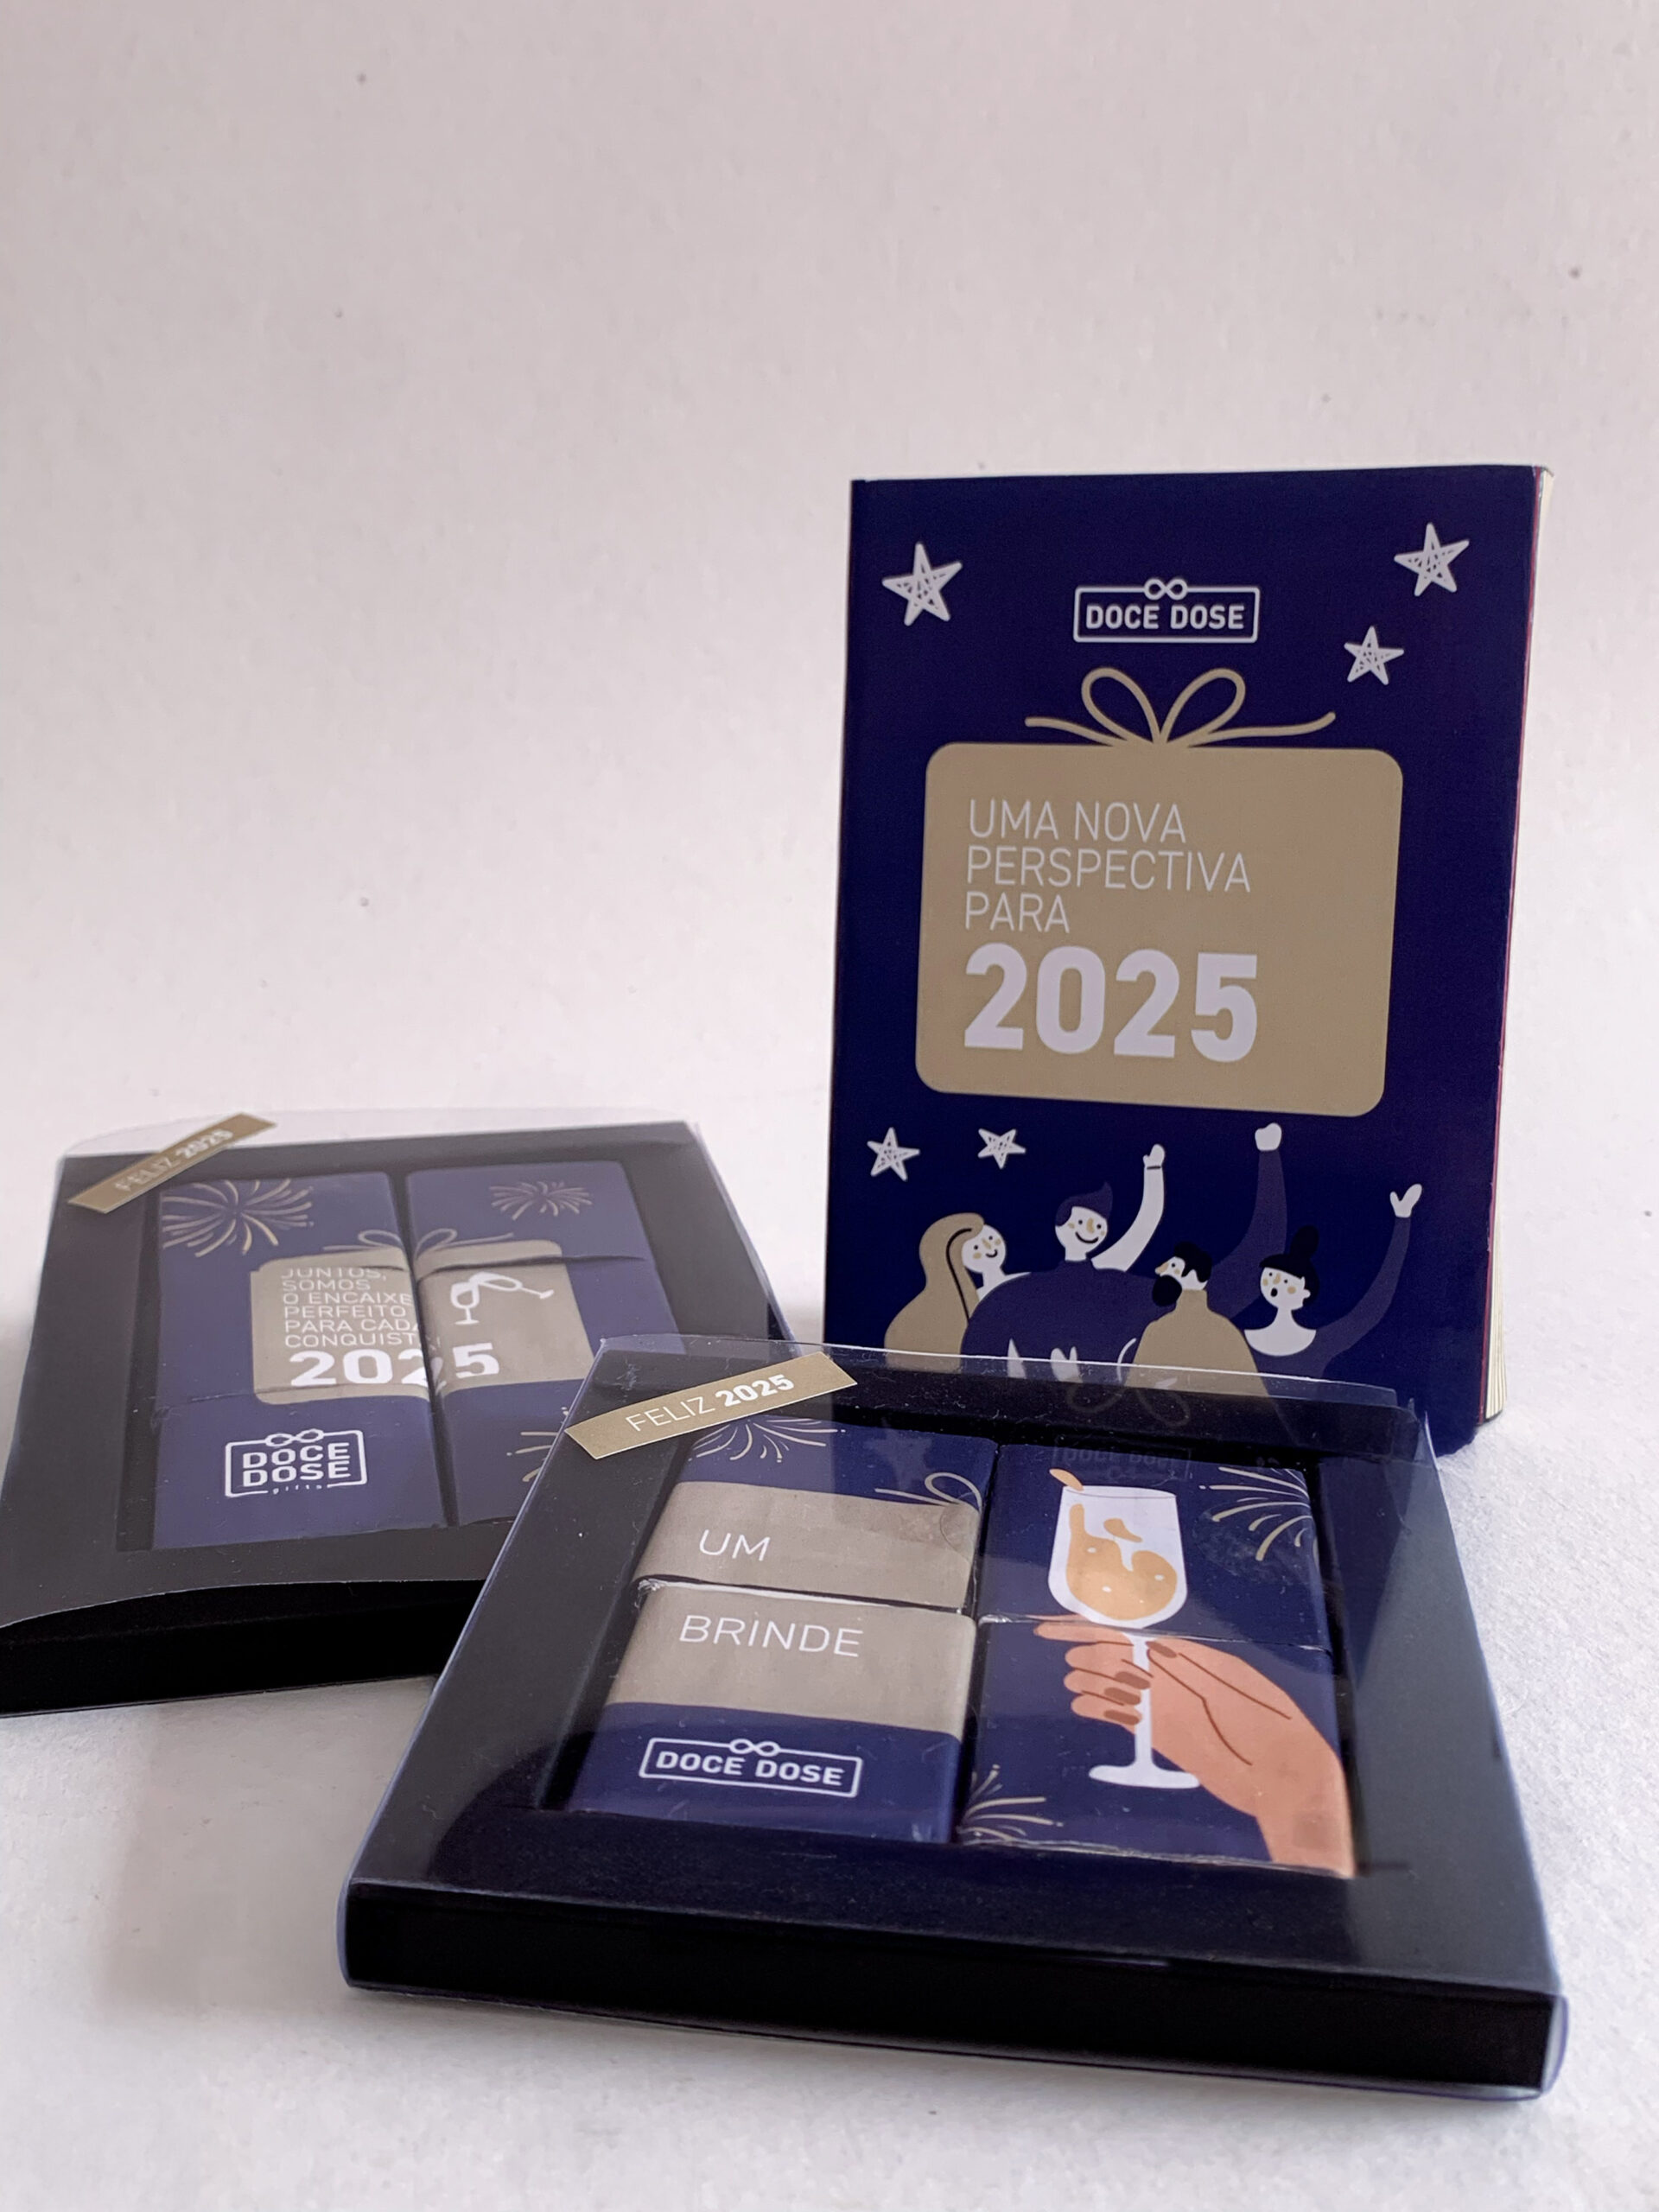 DOCE DOSE
UMA NOVA
PERSPECTIVA
PARA
2025
FELIZ 2025
JUNTOS,
SOMOS
O ENCAIXE
PERFEITO
PARA CADA
CONQUISTA
2025
DOCE
DOSE
gifts
FELIZ 2025
UM
BRINDE
DOCE DOSE